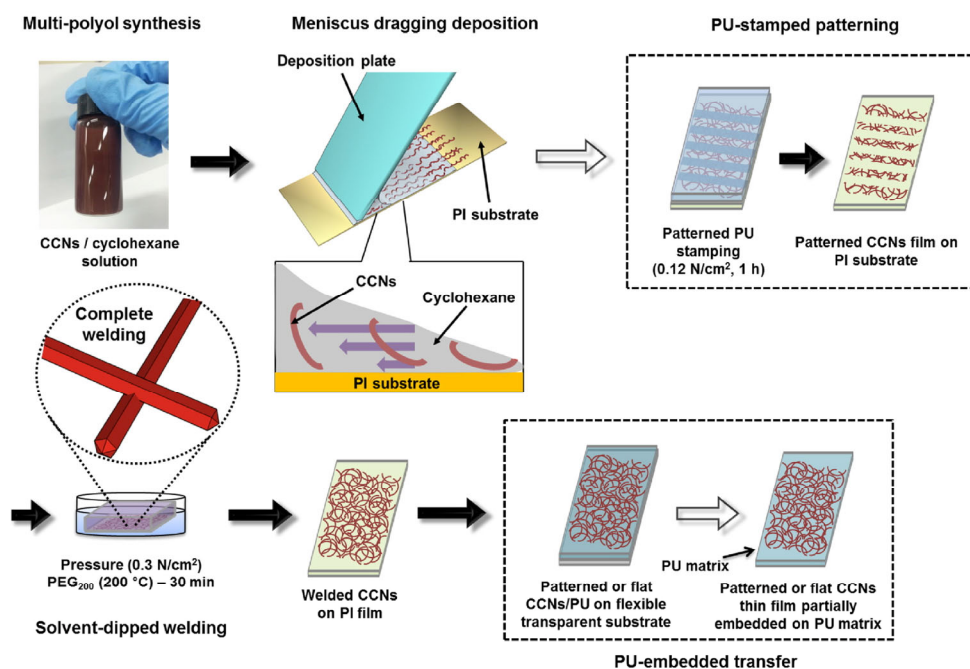 Multi-polyol synthesis
Meniscus dragging deposition
PU-stamped patterning
Deposition plate
PI substrate
CCNs / cyclohexane
solution
Patterned PU
stamping
(0.12 N/cm², 1 h)
Patterned CCNs film on
PI substrate
CCNs
Cyclohexane
PI substrate
Complete
welding
Pressure (0.3 N/cm²)
PEG₂₀₀ (200 °C) – 30 min
Solvent-dipped welding
Welded CCNs
on PI film
Patterned or flat
CCNs/PU on flexible
transparent substrate
PU matrix
Patterned or flat CCNs
thin film partially
embedded on PU matrix
PU-embedded transfer